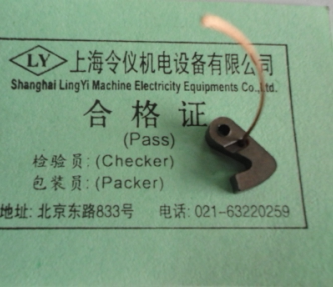 LY 上海令仪机电设备有限公司
Shanghai LingYi Machine Electricity Equipments Co.,Ltd.
合格证
(Pass)
检验员: (Checker)
包装员: (Packer)
地址: 北京东路833号 电话: 021-63220259